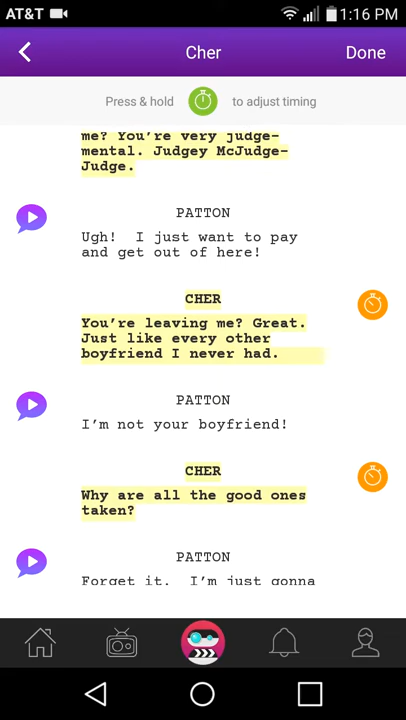 AT&T
1:16 PM
Cher
Done
Press & hold to adjust timing
me? You're very judge-
mental. Judgey McJudge-
Judge.
PATTON
Ugh!  I just want to pay
and get out of here!
CHER
You're leaving me? Great.
Just like every other
boyfriend I never had.
PATTON
I'm not your boyfriend!
CHER
Why are all the good ones
taken?
PATTON
Forget it.  I'm just gonna